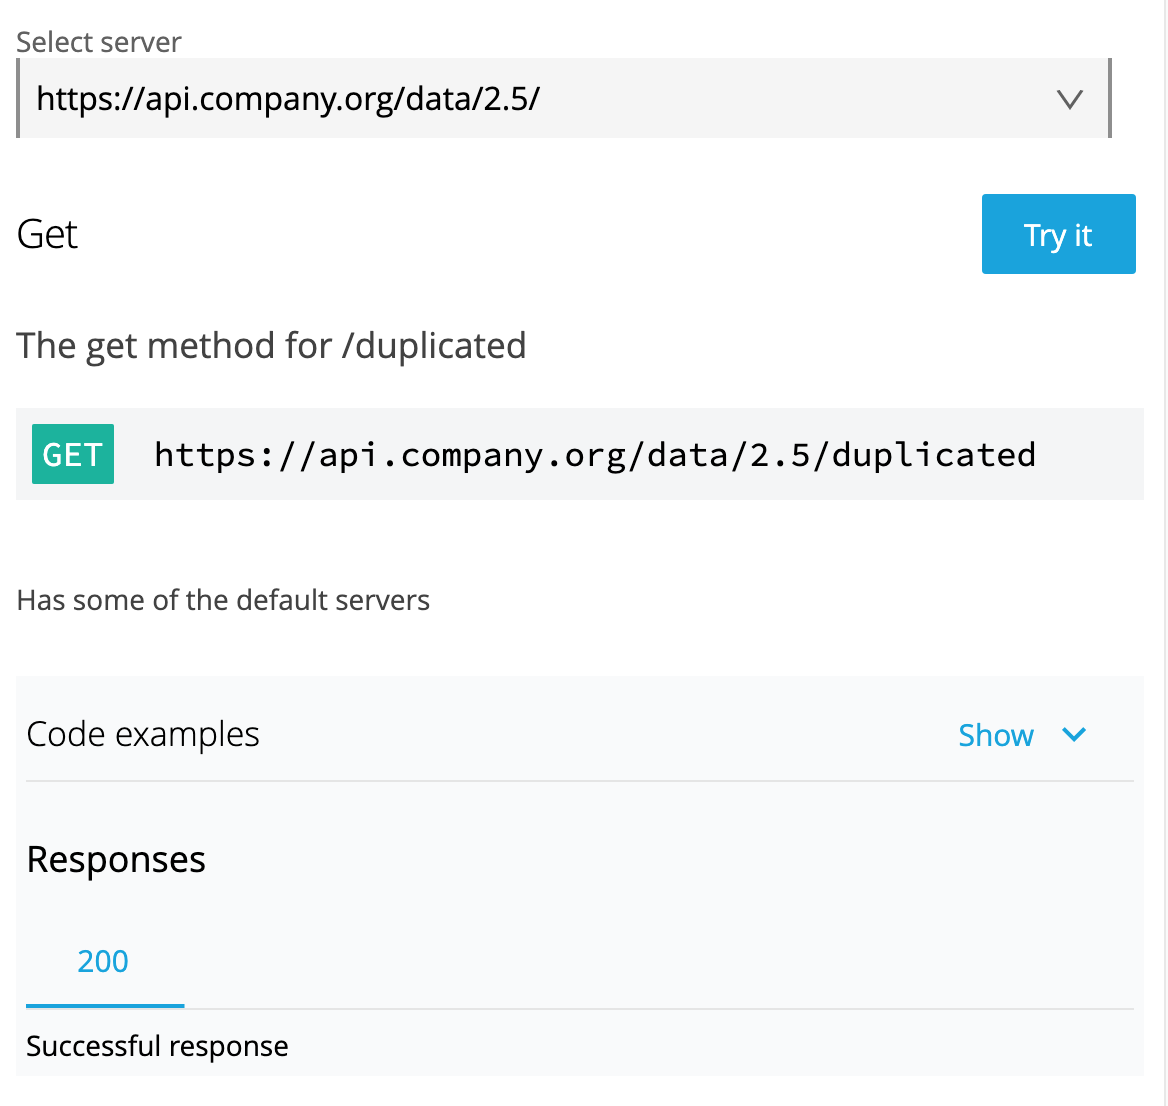 Select server
https://api.company.org/data/2.5/
Get
Try it
The get method for /duplicated
GET https://api.company.org/data/2.5/duplicated
Has some of the default servers
Code examples
Show
Responses
200
Successful response